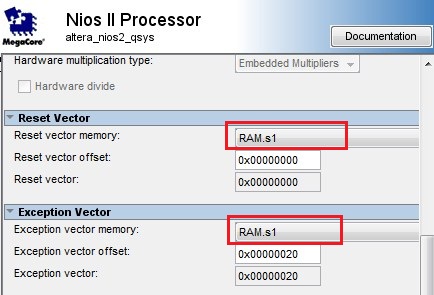 Nios II Processor
altera_nios2_qsys
MegaCore®
Documentation
Hardware multiplication type: Embedded Multipliers
Hardware divide
Reset Vector
Reset vector memory: RAM.s1
Reset vector offset: 0x00000000
Reset vector: 0x00000000
Exception Vector
Exception vector memory: RAM.s1
Exception vector offset: 0x00000020
Exception vector: 0x00000020